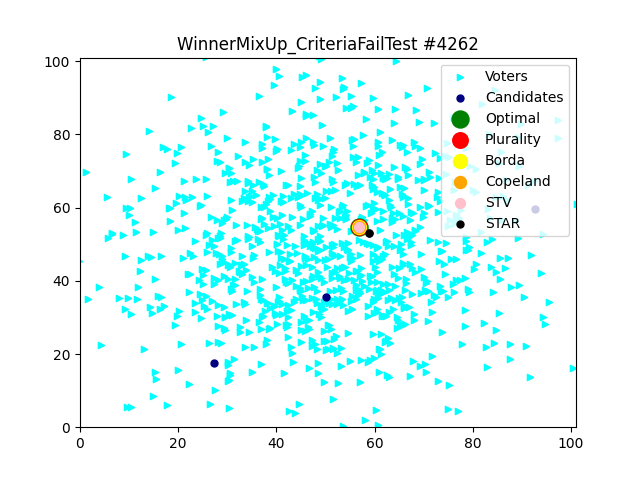 WinnerMixUp_CriteriaFailTest #4262
100
80
60
40
20
0
0
20
40
60
80
100
Voters
Candidates
Optimal
Plurality
Borda
Copeland
STV
STAR